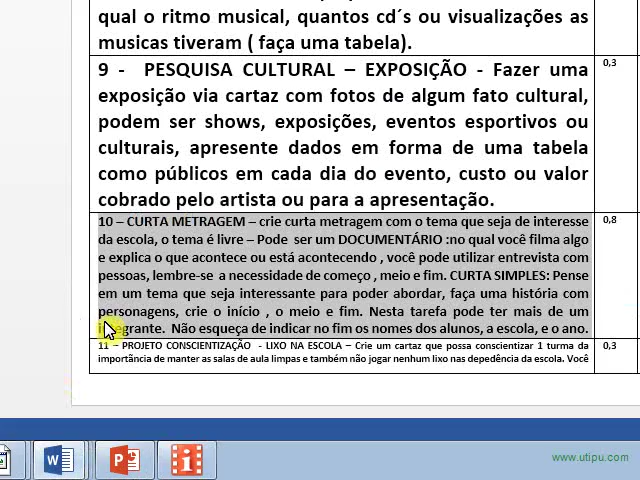 qual o ritmo musical, quantos cd´s ou visualizações as
musicas tiveram ( faça uma tabela).
9 - PESQUISA CULTURAL – EXPOSIÇÃO - Fazer uma
0,3
exposição via cartaz com fotos de algum fato cultural,
podem ser shows, exposições, eventos esportivos ou
culturais, apresente dados em forma de uma tabela
como públicos em cada dia do evento, custo ou valor
cobrado pelo artista ou para a apresentação.
10 – CURTA METRAGEM – crie curta metragem com o tema que seja de interesse
0,8
da escola, o tema é livre – Pode ser um DOCUMENTÁRIO :no qual você filma algo
e explica o que acontece ou está acontecendo , você pode utilizar entrevista com
pessoas, lembre-se a necessidade de começo , meio e fim. CURTA SIMPLES: Pense
em um tema que seja interessante para poder abordar, faça uma história com
personagens, crie o início , o meio e fim. Nesta tarefa pode ter mais de um
integrante. Não esqueça de indicar no fim os nomes dos alunos, a escola, e o ano.
11 – PROJETO CONSCIENTIZAÇÃO - LIXO NA ESCOLA – Crie um cartaz que possa conscientizar 1 turma da
0,3
importância de manter as salas de aula limpas e também não jogar nenhum lixo nas depedência da escola. Você
www.utipu.com